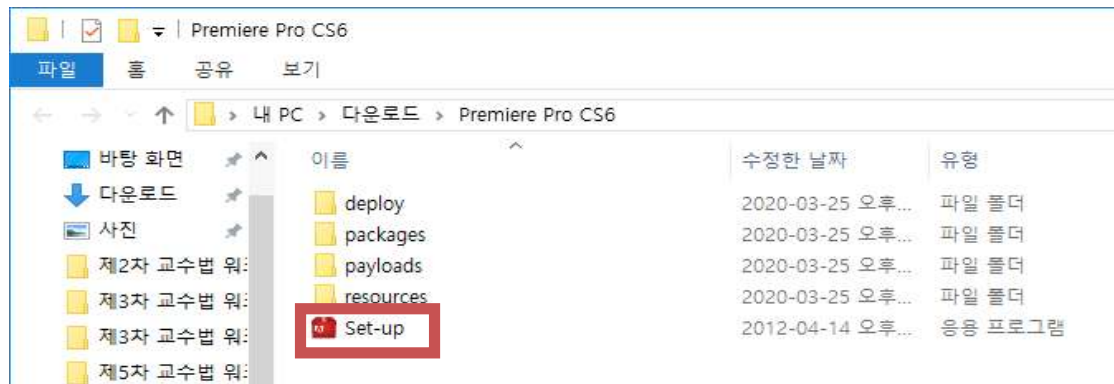 Premiere Pro CS6
파일 홈 공유 보기
내 PC > 다운로드 > Premiere Pro CS6
바탕 화면 이름 수정한 날짜 유형
다운로드 deploy 2020-03-25 오후... 파일 폴더
사진 packages 2020-03-25 오후... 파일 폴더
제2차 교수법 워 payloads 2020-03-25 오후... 파일 폴더
제3차 교수법 워 resources 2020-03-25 오후... 파일 폴더
제3차 교수법 워 Set-up 2012-04-14 오후... 응용 프로그램
제5차 교수법 워